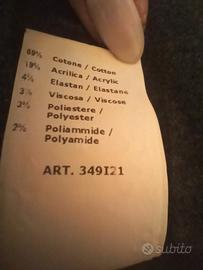 69% Cotone / Cotton
19% Acrilica / Acrylic
4% Elastan / Elastane
3% Viscosa / Viscose
3% Poliestere /
Polyester
2% Poliammide /
Polyamide
ART. 349I21
subito